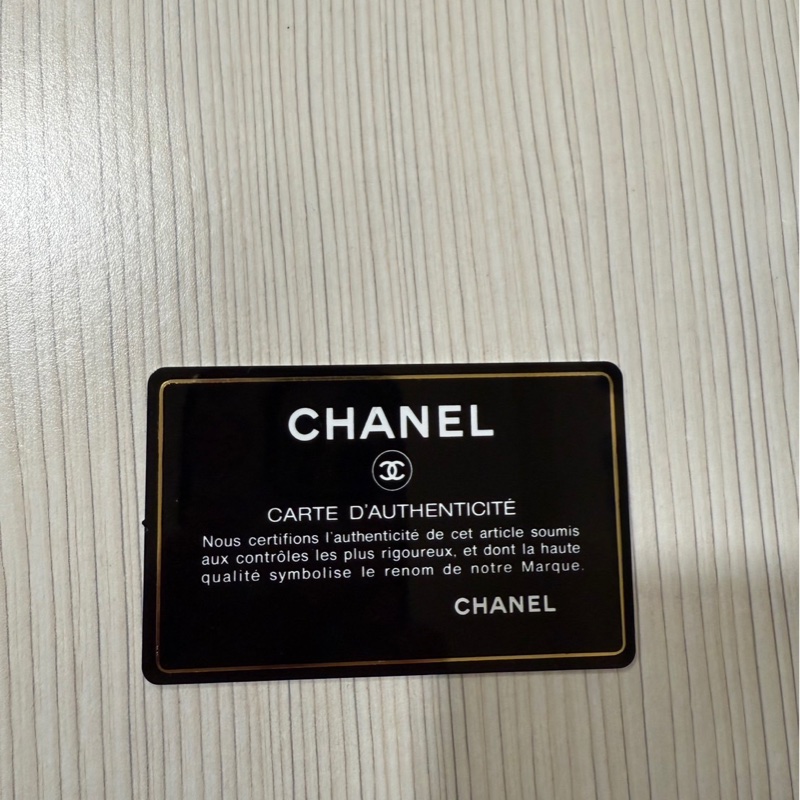 CHANEL
CARTE D'AUTHENTICITÉ
Nous certifions l'authenticité de cet article soumis
aux contrôles les plus rigoureux, et dont la haute
qualité symbolise le renom de notre Marque.
CHANEL